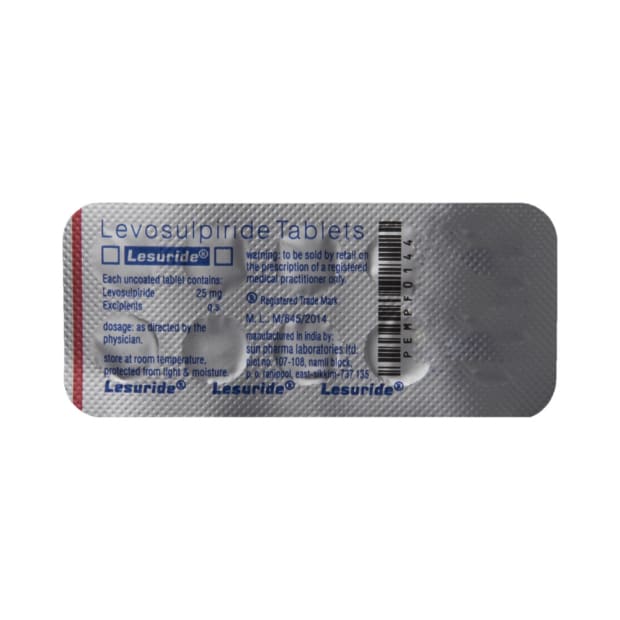 Levosulpiride Tablets
Lesuride®
Each uncoated tablet contains:
Levosulpiride 25 mg
Excipients q.s
dosage: as directed by the
physician.
store at room temperature,
protected from light & moisture.
warning: to be sold by retail on
the prescription of a registered
medical practitioner only.
® Registered Trade Mark
M. L. M/645/2014
manufactured in india by:
sun pharma laboratories ltd.
plot no. 107-108, namli block,
p. o. ranipool, east-sikkim-737 135
Lesuride® Lesuride® Lesuride®
PEMPF0144